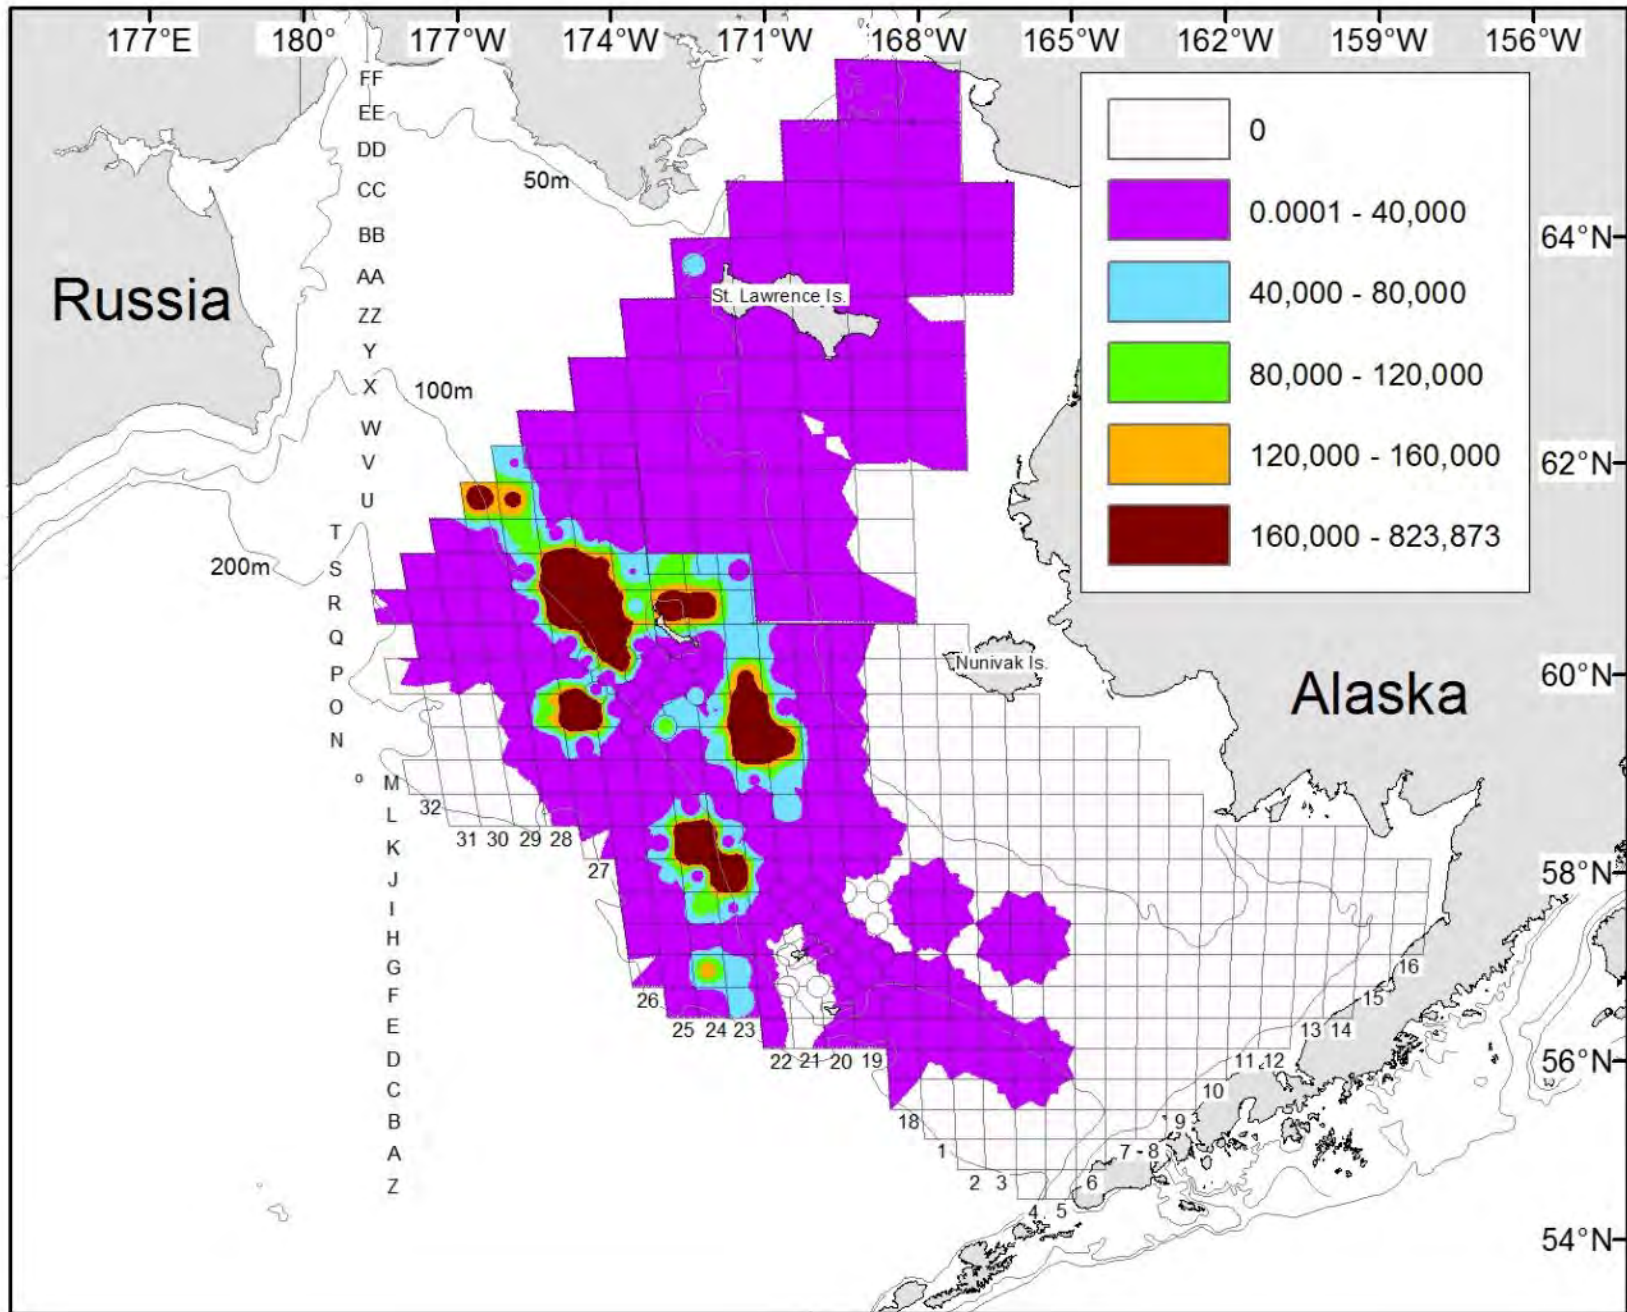 177°E 180° 177°W 174°W 171°W 168°W 165°W 162°W 159°W 156°W
FF
EE
DD
CC
BB
AA
ZZ
Y
X
W
V
U
T
S
R
Q
P
O
N
M
L
K
J
I
H
G
F
E
D
C
B
A
Z
50m
100m
200m
Russia
St. Lawrence Is.
Nunivak Is.
Alaska
0
0.0001 - 40,000
40,000 - 80,000
80,000 - 120,000
120,000 - 160,000
160,000 - 823,873
64°N
62°N
60°N
58°N
56°N
54°N
32
31 30 29 28
27
26
25 24 23
22 21 20 19
18
1
2 3
4 5
6
7 - 8
9
10
11 12
13 14
15
16